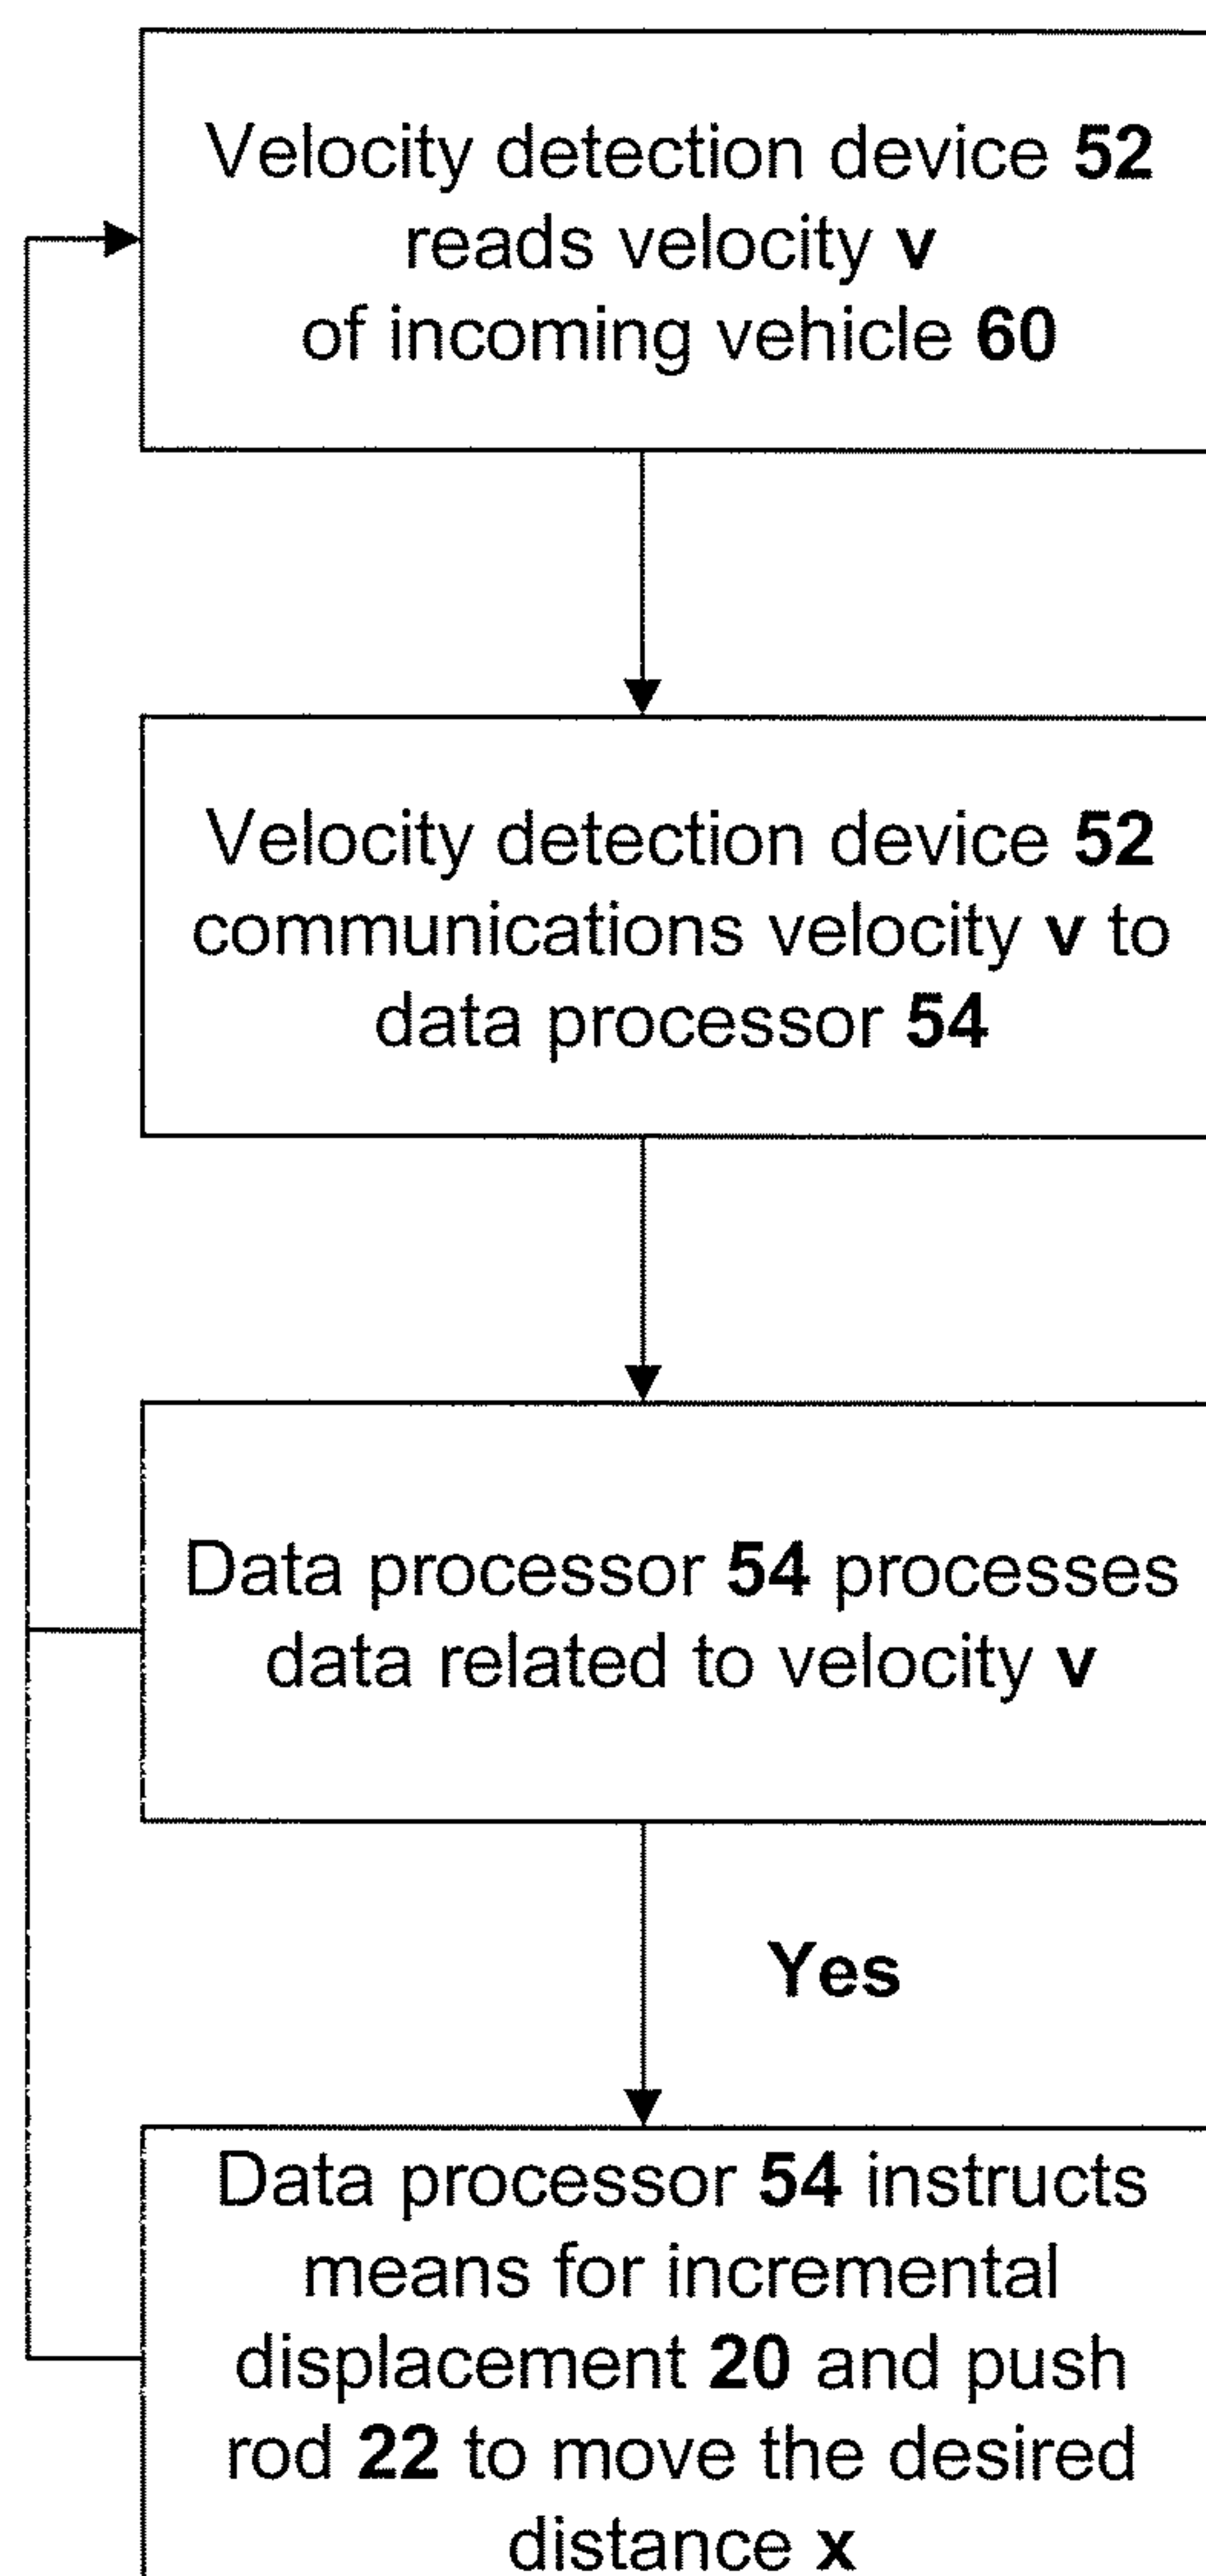 Velocity detection device 52
reads velocity v
of incoming vehicle 60
Velocity detection device 52
communications velocity v to
data processor 54
Data processor 54 processes
data related to velocity v
Yes
Data processor 54 instructs
means for incremental
displacement 20 and push
rod 22 to move the desired
distance x